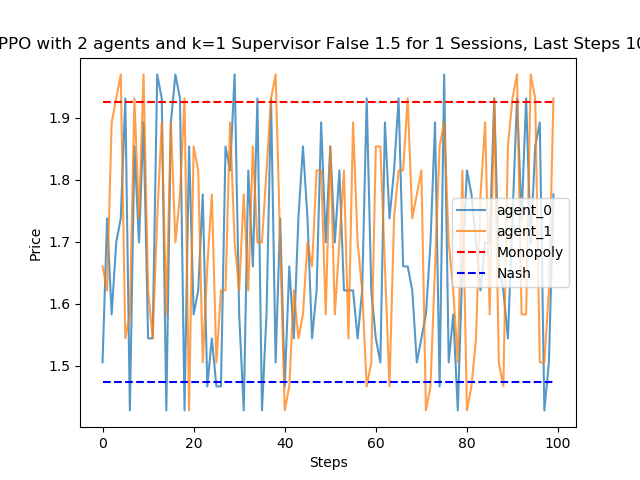 PPO with 2 agents and k=1 Supervisor False 1.5 for 1 Sessions, Last Steps 10
1.9
1.8
1.7
1.6
1.5
Price
agent_0
agent_1
Monopoly
Nash
0
20
40
60
80
100
Steps